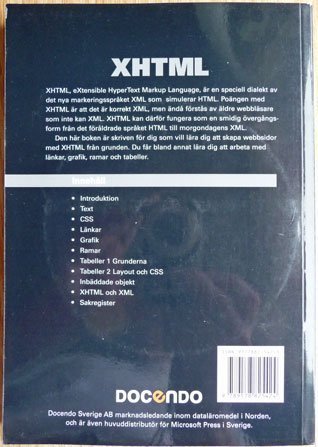 XHTML
XHTML, eXtensible HyperText Markup Language, är en speciell dialekt av
det nya markeringsspråket XML som simulerar HTML. Poängen med
XHTML är att det är korrekt XML, men ändå förstås av äldre webbläsare
som inte kan XML. XHTML kan därför fungera som en smidig övergångs-
form från det föråldrade språket HTML till morgondagens XML.
Den här boken är skriven för dig som vill lära dig att skapa webbsidor
med XHTML från grunden. Du får bland annat lära dig att arbeta med
länkar, grafik, ramar och tabeller.
Innehåll
• Introduktion
• Text
• CSS
• Länkar
• Grafik
• Ramar
• Tabeller 1 Grunderna
• Tabeller 2 Layout och CSS
• Inbäddade objekt
• XHTML och XML
• Sakregister
DOCENDO
Docendo Sverige AB marknadsledande inom dataläromedel i Norden,
och är även huvuddistributör för Microsoft Press i Sverige.